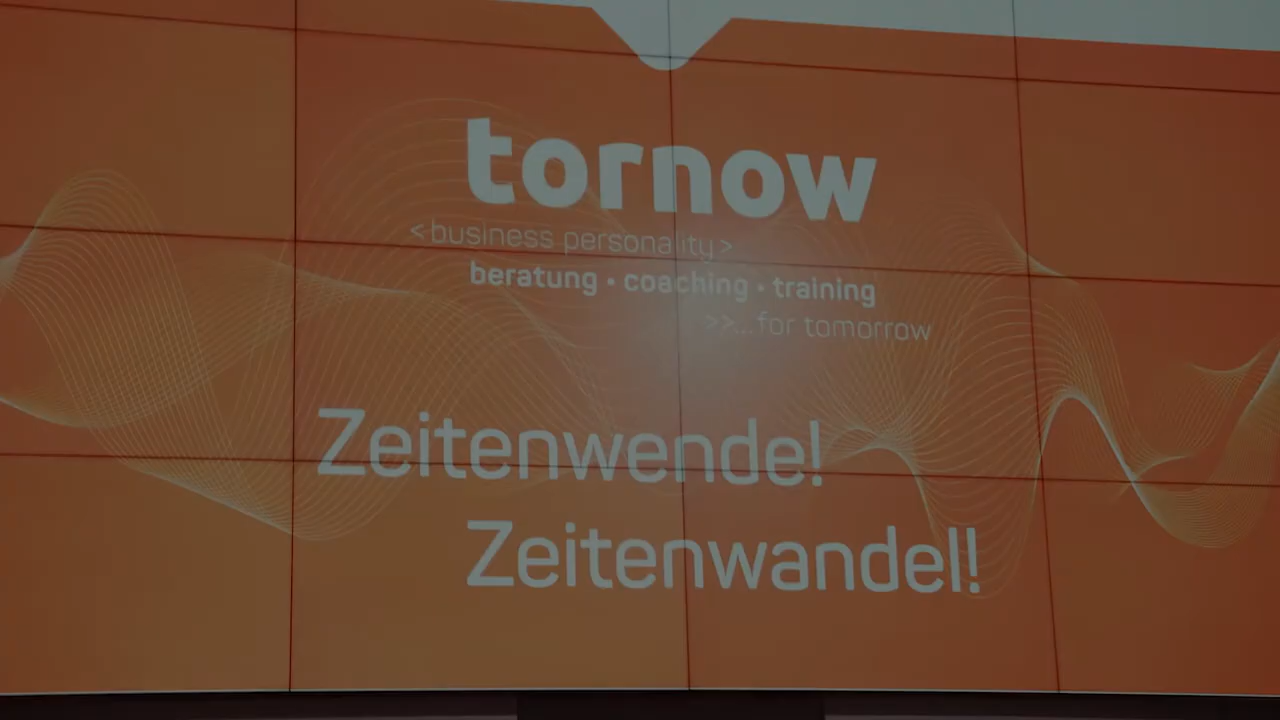 tornow
<business personality>
beratung • coaching • training
>>...for tomorrow
Zeitenwende!
Zeitenwandel!